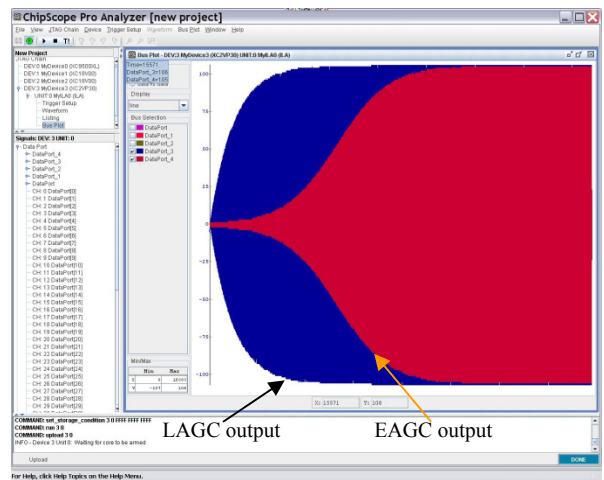 ChipScope Pro Analyzer [new project]
File View JTAG Chain Device Trigger Setup Waveform Bus Plot Window Help
New Project
JTAG Chain
DEV:0 MyDevice0 (XC9500XL)
DEV:1 MyDevice1 (XC18V00)
DEV:2 MyDevice2 (XC18V00)
DEV:3 MyDevice3 (XC2VP30)
UNIT:0 MyILA0 (ILA)
Trigger Setup
Waveform
Listing
Bus Plot
Signals: DEV: 3 UNIT: 0
Data Port
DataPort_4
DataPort_3
DataPort_2
DataPort_1
DataPort
CH: 0 DataPort[0]
CH: 1 DataPort[1]
CH: 2 DataPort[2]
CH: 3 DataPort[3]
CH: 4 DataPort[4]
CH: 5 DataPort[5]
CH: 6 DataPort[6]
CH: 7 DataPort[7]
CH: 8 DataPort[8]
CH: 9 DataPort[9]
CH: 10 DataPort[10]
CH: 11 DataPort[11]
CH: 12 DataPort[12]
CH: 13 DataPort[13]
CH: 14 DataPort[14]
CH: 15 DataPort[15]
CH: 16 DataPort[16]
CH: 17 DataPort[17]
CH: 18 DataPort[18]
CH: 19 DataPort[19]
CH: 20 DataPort[20]
CH: 21 DataPort[21]
CH: 22 DataPort[22]
CH: 23 DataPort[23]
CH: 24 DataPort[24]
CH: 25 DataPort[25]
CH: 26 DataPort[26]
CH: 27 DataPort[27]
CH: 28 DataPort[28]
CH: 29 DataPort[29]
Bus Plot - DEV:3 MyDevice3 (XC2VP30) UNIT:0 MyILA0 (ILA)
Time=15571
DataPort_3=106
DataPort_4=105
Display
line
Bus Selection
DataPort
DataPort_1
DataPort_2
DataPort_3
DataPort_4
Min/Max
Min Max
X 0
Y -107 108
100
75
50
25
0
-25
-50
-75
-100
X: 15571 Y: 108
LAGC output
EAGC output
COMMAND: set_storage_condition 3 0 FFFF FFFF FFFF
COMMAND: run 3 0
COMMAND: upload 3 0
INFO - Device 3 Unit 0: Waiting for core to be armed
Upload
DONE
For Help, click Help Topics on the Help Menu.